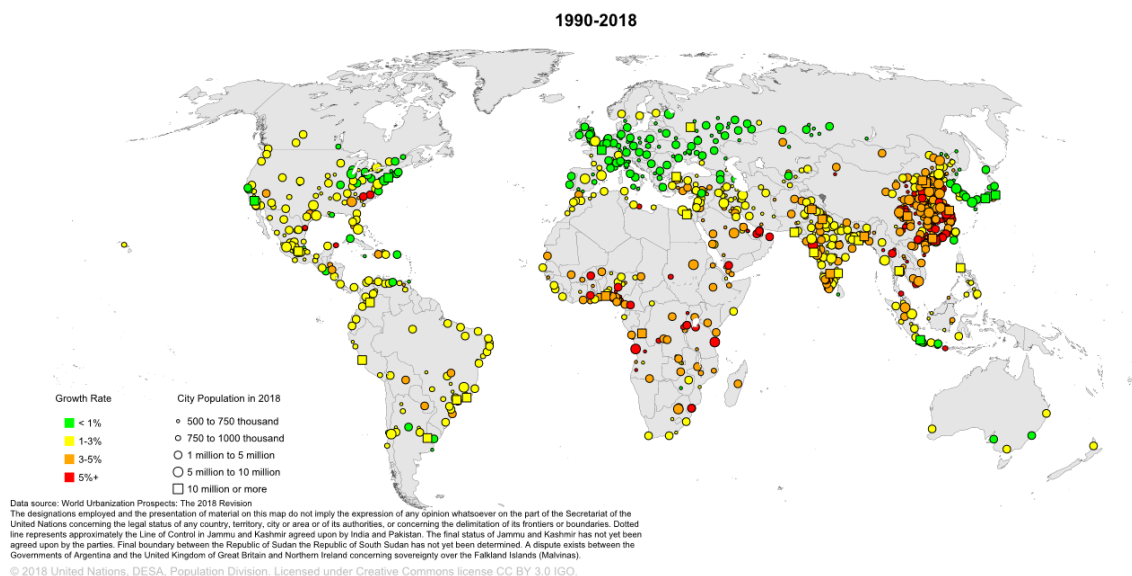 1990-2018
Growth Rate
< 1%
1-3%
3-5%
5%+
City Population in 2018
500 to 750 thousand
750 to 1000 thousand
1 million to 5 million
5 million to 10 million
10 million or more
Data source: World Urbanization Prospects: The 2018 Revision
The designations employed and the presentation of material on this map do not imply the expression of any opinion whatsoever on the part of the Secretariat of the
United Nations concerning the legal status of any country, territory, city or area or of its authorities, or concerning the delimitation of its frontiers or boundaries. Dotted
line represents approximately the Line of Control in Jammu and Kashmir agreed upon by India and Pakistan. The final status of Jammu and Kashmir has not yet been
agreed upon by the parties. Final boundary between the Republic of Sudan the Republic of South Sudan has not yet been determined. A dispute exists between the
Governments of Argentina and the United Kingdom of Great Britain and Northern Ireland concerning sovereignty over the Falkland Islands (Malvinas).
© 2018 United Nations, DESA, Population Division. Licensed under Creative Commons license CC BY 3.0 IGO.